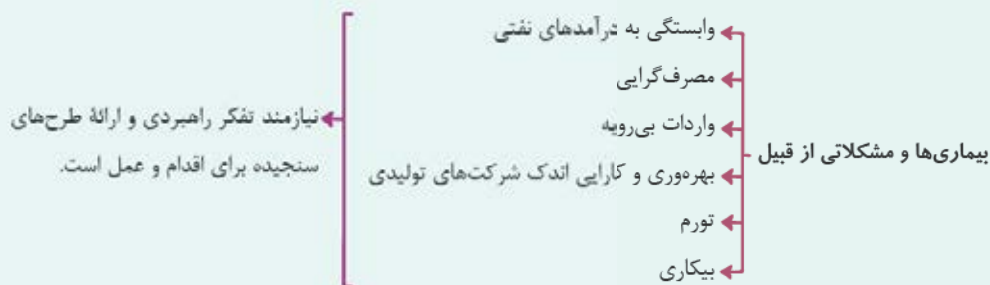 بیماری‌ها و مشکلاتی از قبیل
وابستگی به درآمدهای نفتی
مصرف‌گرایی
واردات بی‌رویه
بهره‌وری و کارایی اندک شرکت‌های تولیدی
تورم
بیکاری
نیازمند تفکر راهبردی و ارائهٔ طرح‌های
سنجیده برای اقدام و عمل است.